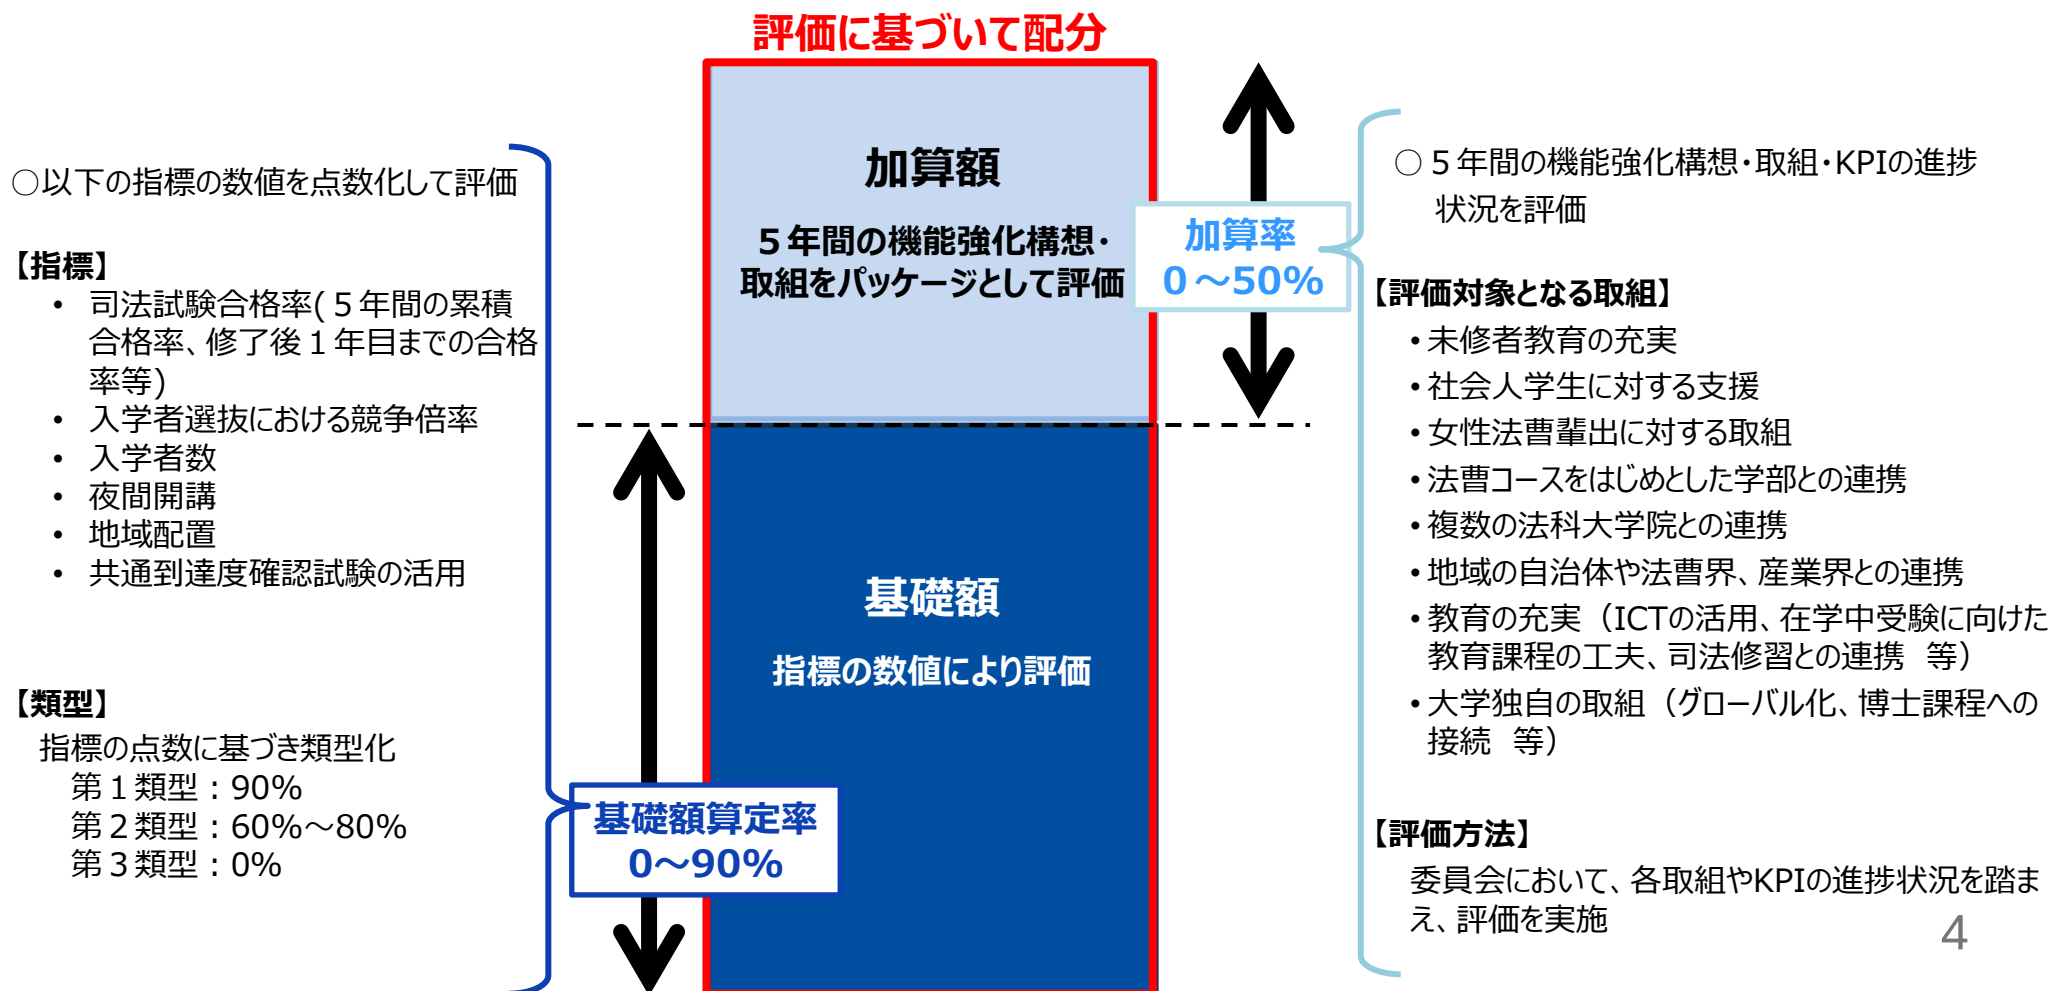 評価に基づいて配分
○以下の指標の数値を点数化して評価
【指標】
• 司法試験合格率(５年間の累積
合格率、修了後１年目までの合格
率等)
• 入学者選抜における競争倍率
• 入学者数
• 夜間開講
• 地域配置
• 共通到達度確認試験の活用
【類型】
指標の点数に基づき類型化
第１類型：90%
第２類型：60%～80%
第３類型：0%
加算額
５年間の機能強化構想・
取組をパッケージとして評価
加算率
０～50%
基礎額
指標の数値により評価
基礎額算定率
0～90%
○５年間の機能強化構想・取組・KPIの進捗
状況を評価
【評価対象となる取組】
•未修者教育の充実
•社会人学生に対する支援
•女性法曹輩出に対する取組
•法曹コースをはじめとした学部との連携
•複数の法科大学院との連携
•地域の自治体や法曹界、産業界との連携
•教育の充実（ICTの活用、在学中受験に向けた
教育課程の工夫、司法修習との連携　等）
•大学独自の取組（グローバル化、博士課程への
接続　等）
【評価方法】
委員会において、各取組やKPIの進捗状況を踏ま
え、評価を実施
4